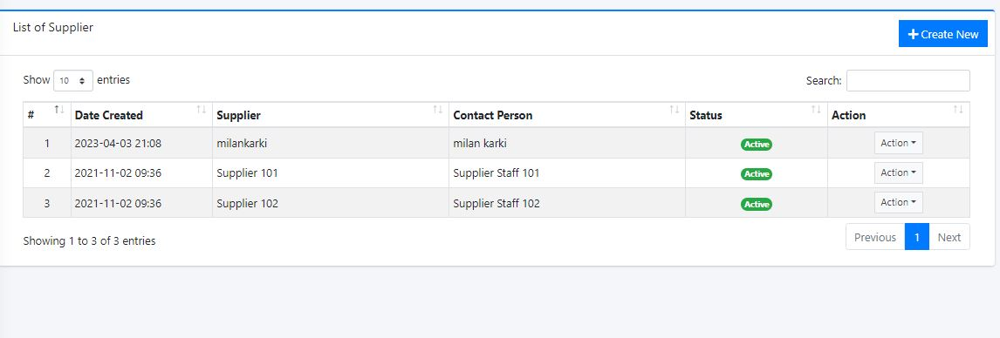 List of Supplier
Create New
Show 10 entries
Search:
# Date Created Supplier Contact Person Status Action
1 2023-04-03 21:08 milankarki milan karki Active Action
2 2021-11-02 09:36 Supplier 101 Supplier Staff 101 Active Action
3 2021-11-02 09:36 Supplier 102 Supplier Staff 102 Active Action
Showing 1 to 3 of 3 entries
Previous 1 Next